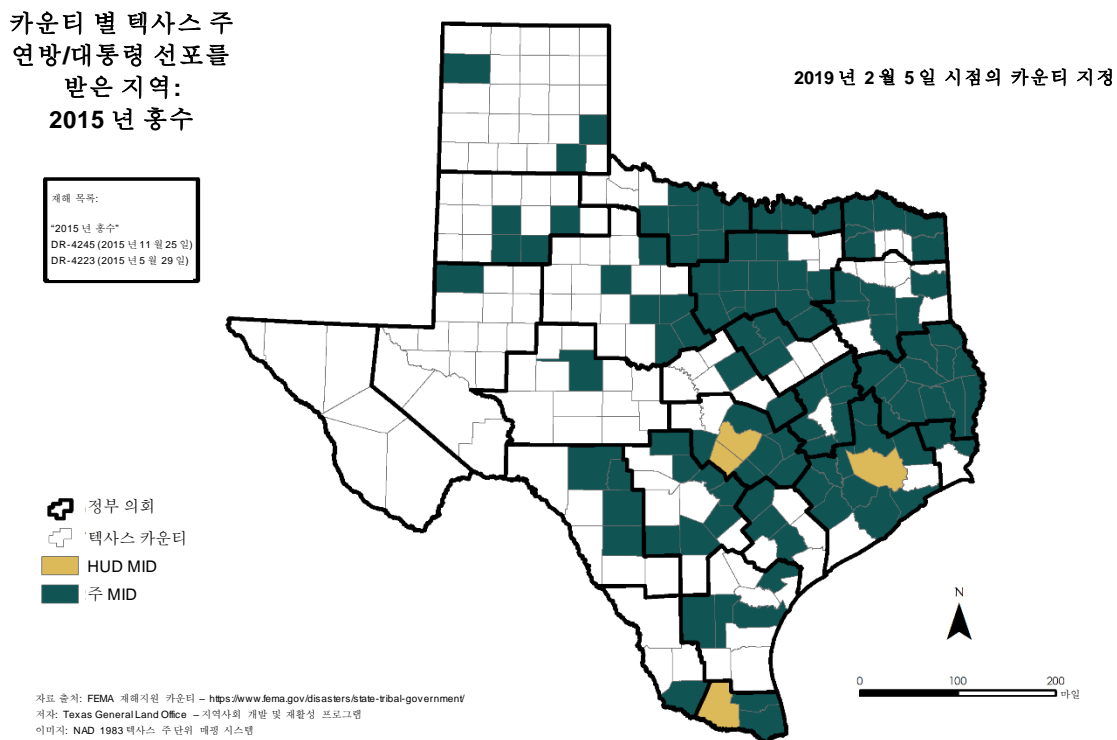 카운티 별 텍사스 주
연방/대통령 선포를
받은 지역:
2015 년 홍수
2019 년 2 월 5 일 시점의 카운티 지정
재해 목록:
"2015 년 홍수"
DR-4245 (2015 년 11 월 25 일)
DR-4223 (2015 년 5 월 29 일)
정부 의회
텍사스 카운티
HUD MID
주 MID
N
0 100 200
마일
자료 출처: FEMA 재해지원 카운티 – https://www.fema.gov/disasters/state-tribal-government/
저자: Texas General Land Office – 지역사회 개발 및 재활성 프로그램
이미지: NAD 1983 텍사스 주 단위 매핑 시스템